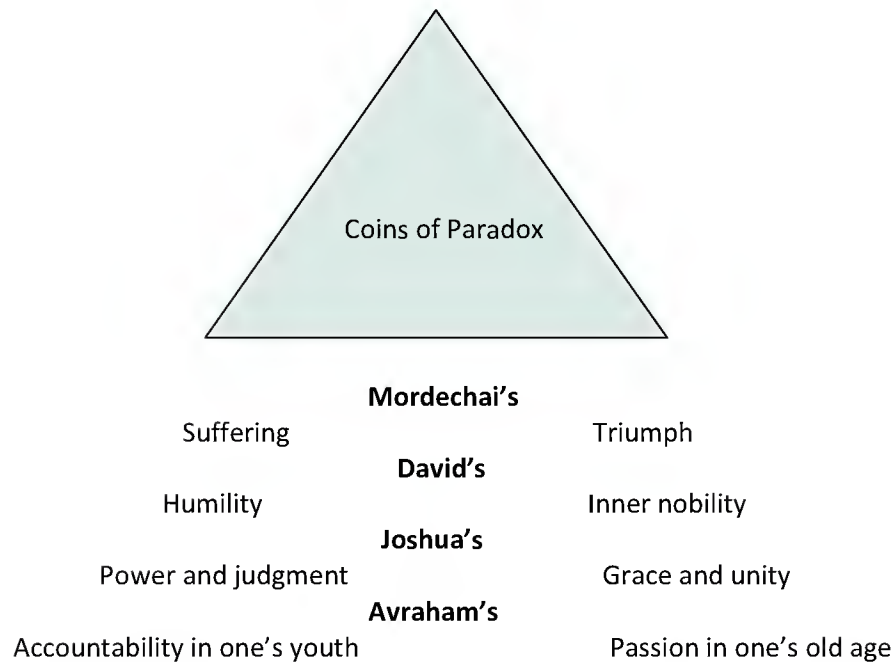 Coins of Paradox
Mordechai’s
Suffering Triumph
David’s
Humility Inner nobility
Joshua’s
Power and judgment Grace and unity
Avraham’s
Accountability in one’s youth Passion in one’s old age